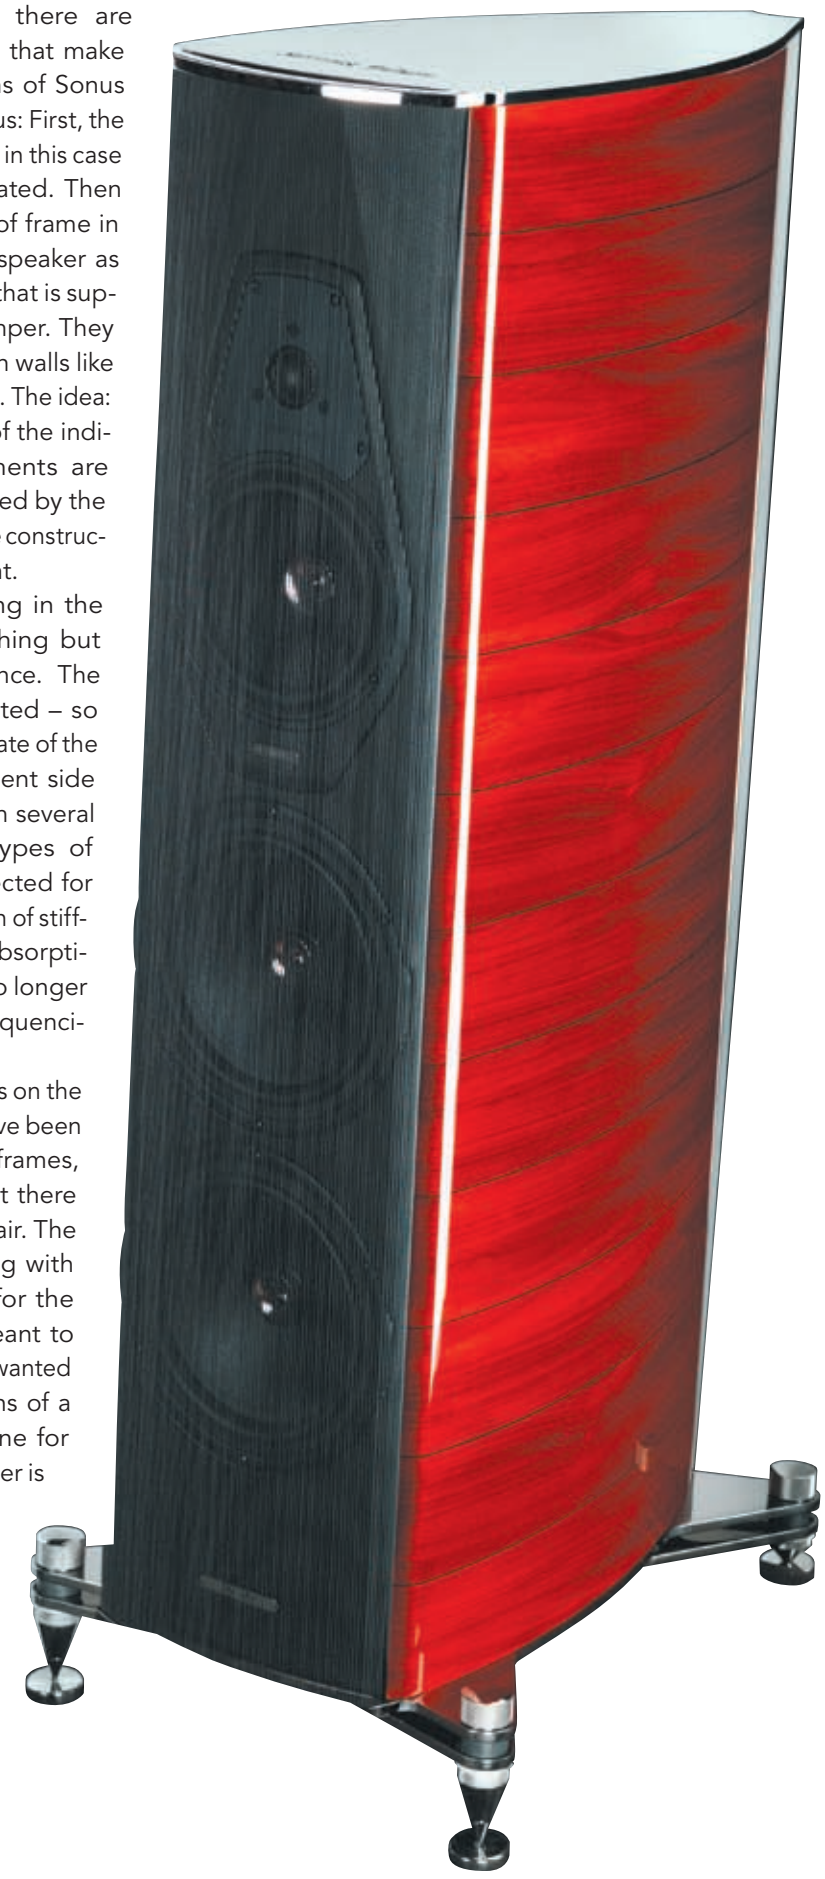 there are
that make
ns of Sonus
us: First, the
in this case
ated. Then
of frame in
speaker as
that is sup-
nper. They
n walls like
. The idea:
of the indi-
nents are
ed by the
construc-
t.
ng in the
hing but
nce. The
ted – so
ate of the
ent side
n several
ypes of
cted for
n of stiff-
bsorpti-
o longer
quenci-
s on the
ve been
frames,
t there
air. The
g with
for the
eant to
wanted
ns of a
ne for
er is